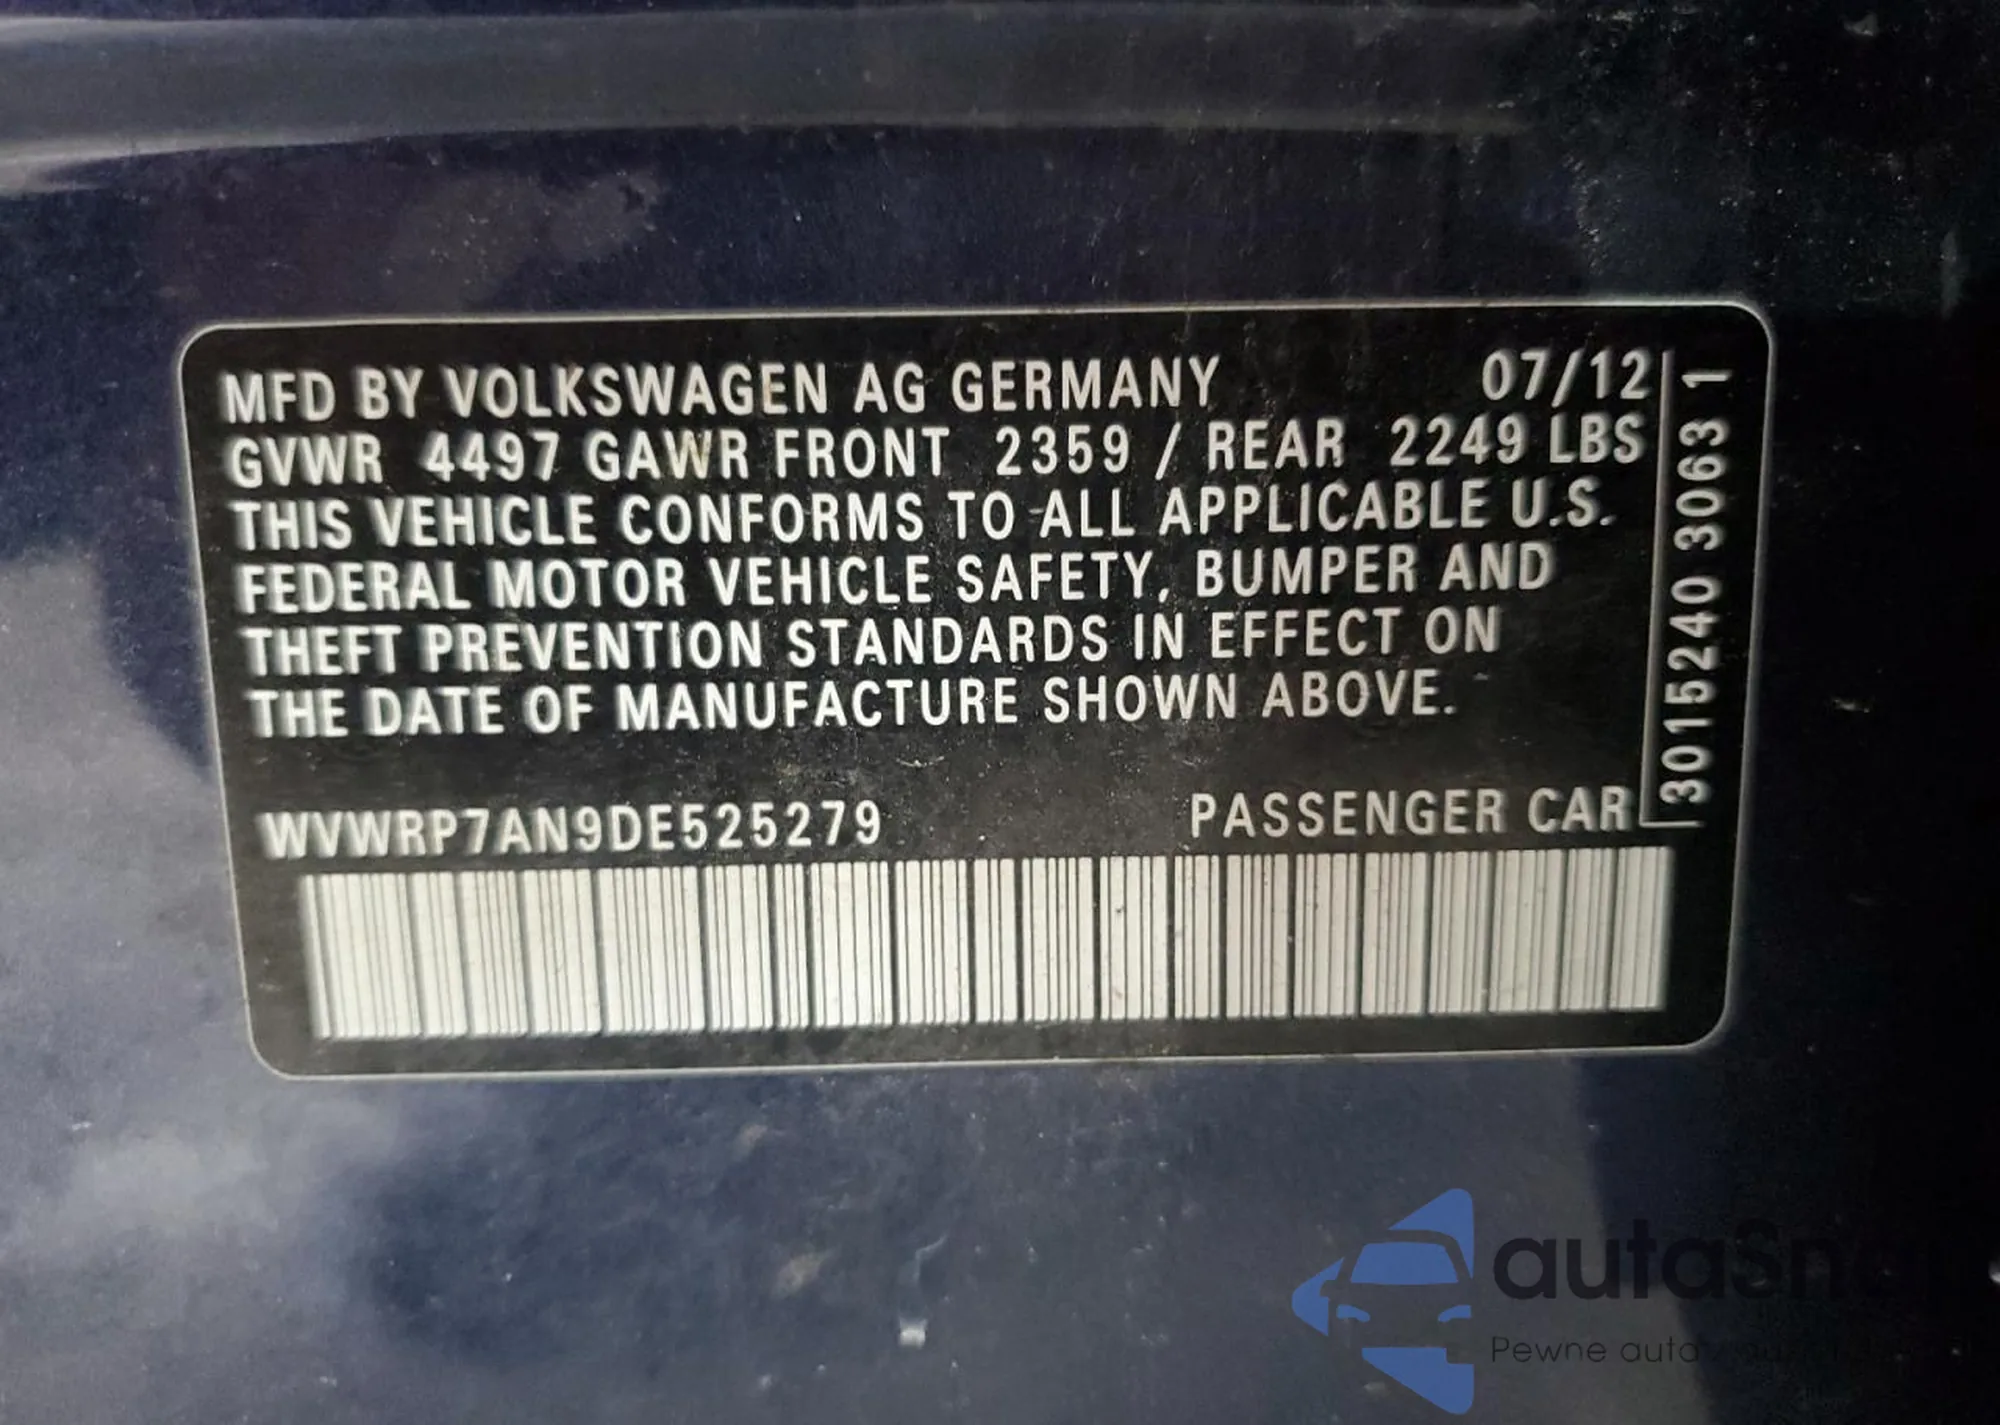 MFD BY VOLKSWAGEN AG GERMANY 07/12
GVWR 4497 GAWR FRONT 2359 / REAR 2249 LBS
THIS VEHICLE CONFORMS TO ALL APPLICABLE U.S.
FEDERAL MOTOR VEHICLE SAFETY, BUMPER AND
THEFT PREVENTION STANDARDS IN EFFECT ON
THE DATE OF MANUFACTURE SHOWN ABOVE.
WVWRP7AN9DE525279 PASSENGER CAR
3015240 3063 1
Pewne auta